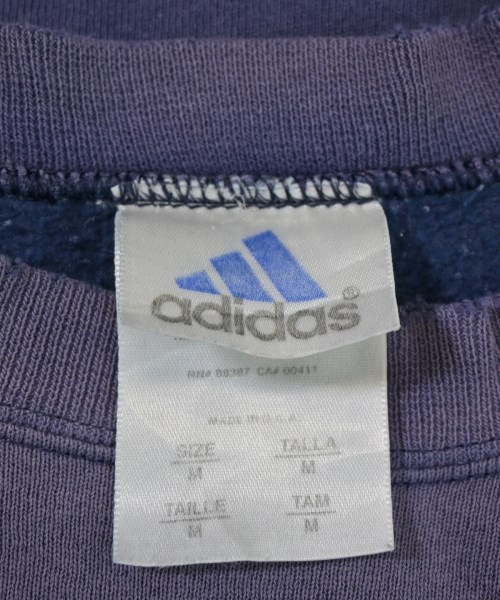 adidas®
RN# 88387 CA# 00411
MADE IN U.S.A.
SIZE TALLA
M M
TAILLE TAM
M M